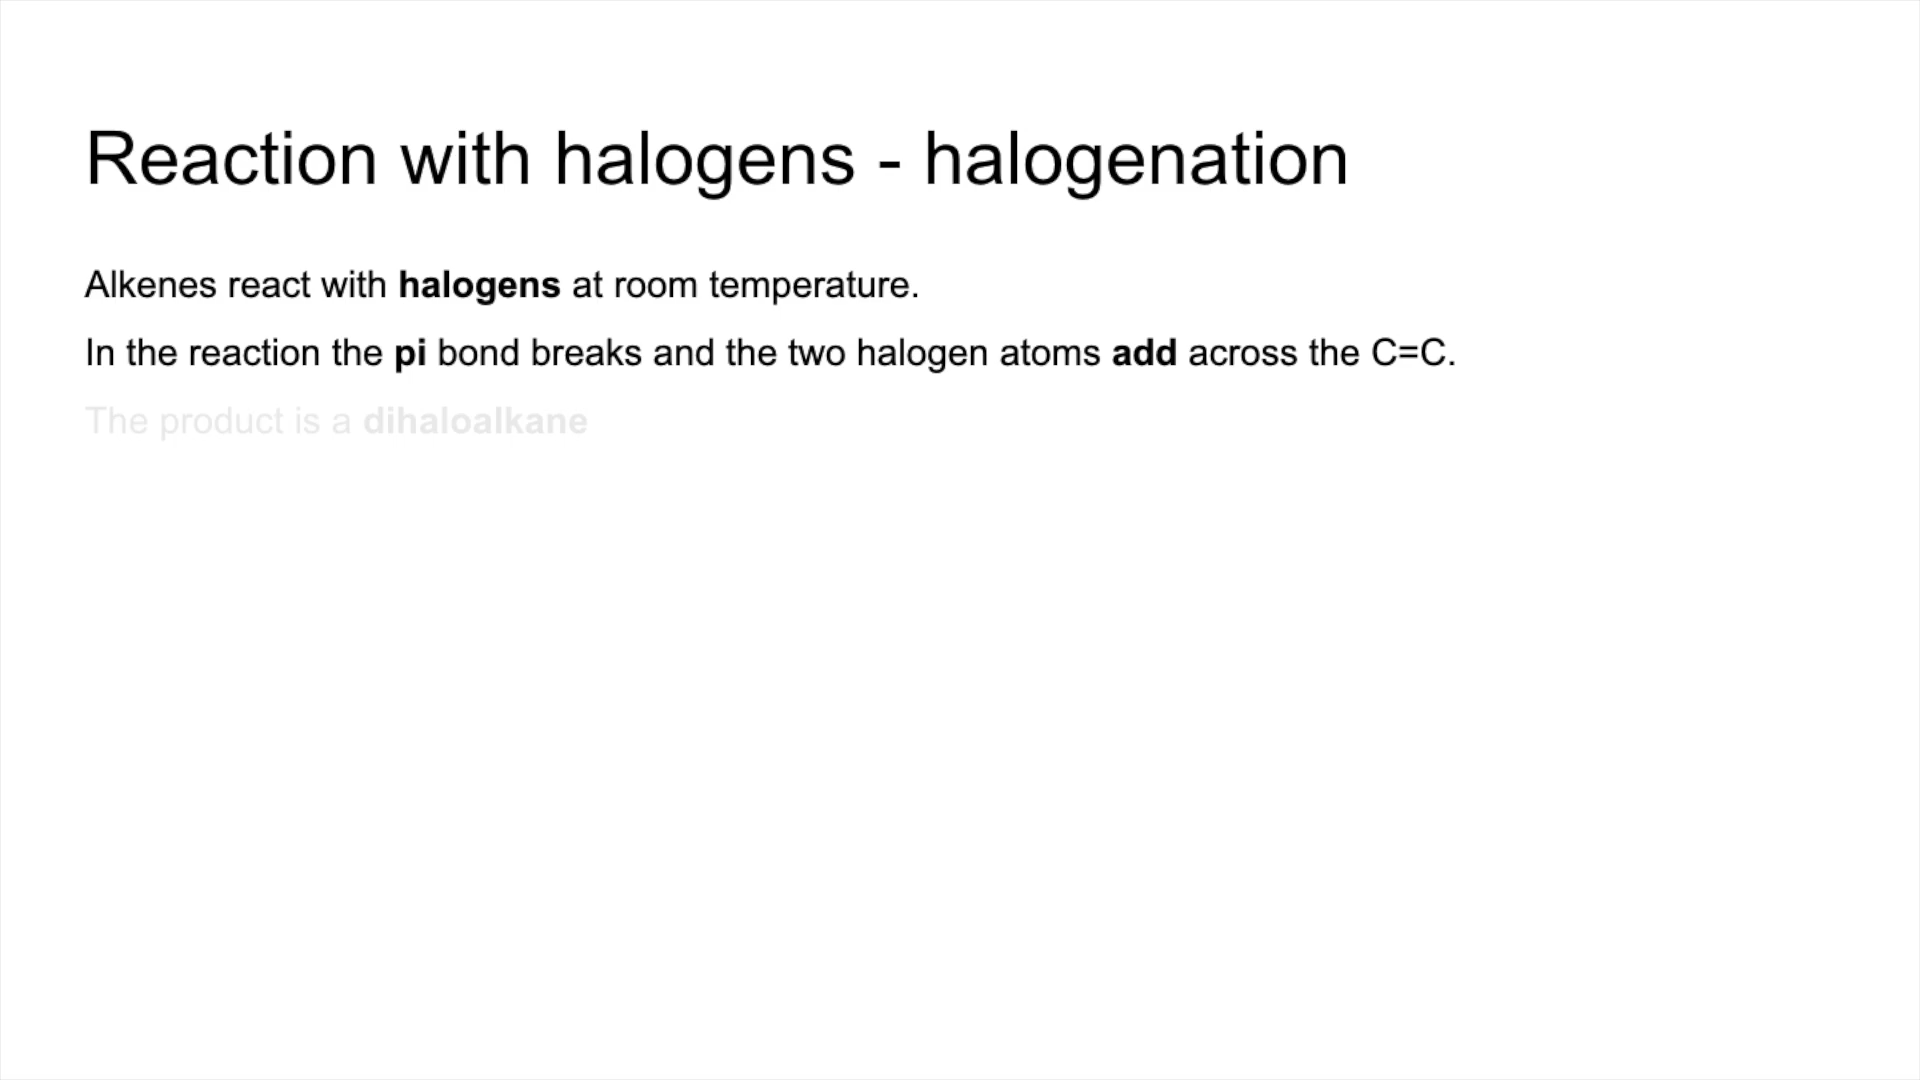 Reaction with halogens - halogenation
Alkenes react with halogens at room temperature.
In the reaction the pi bond breaks and the two halogen atoms add across the C=C.
The product is a dihaloalkane